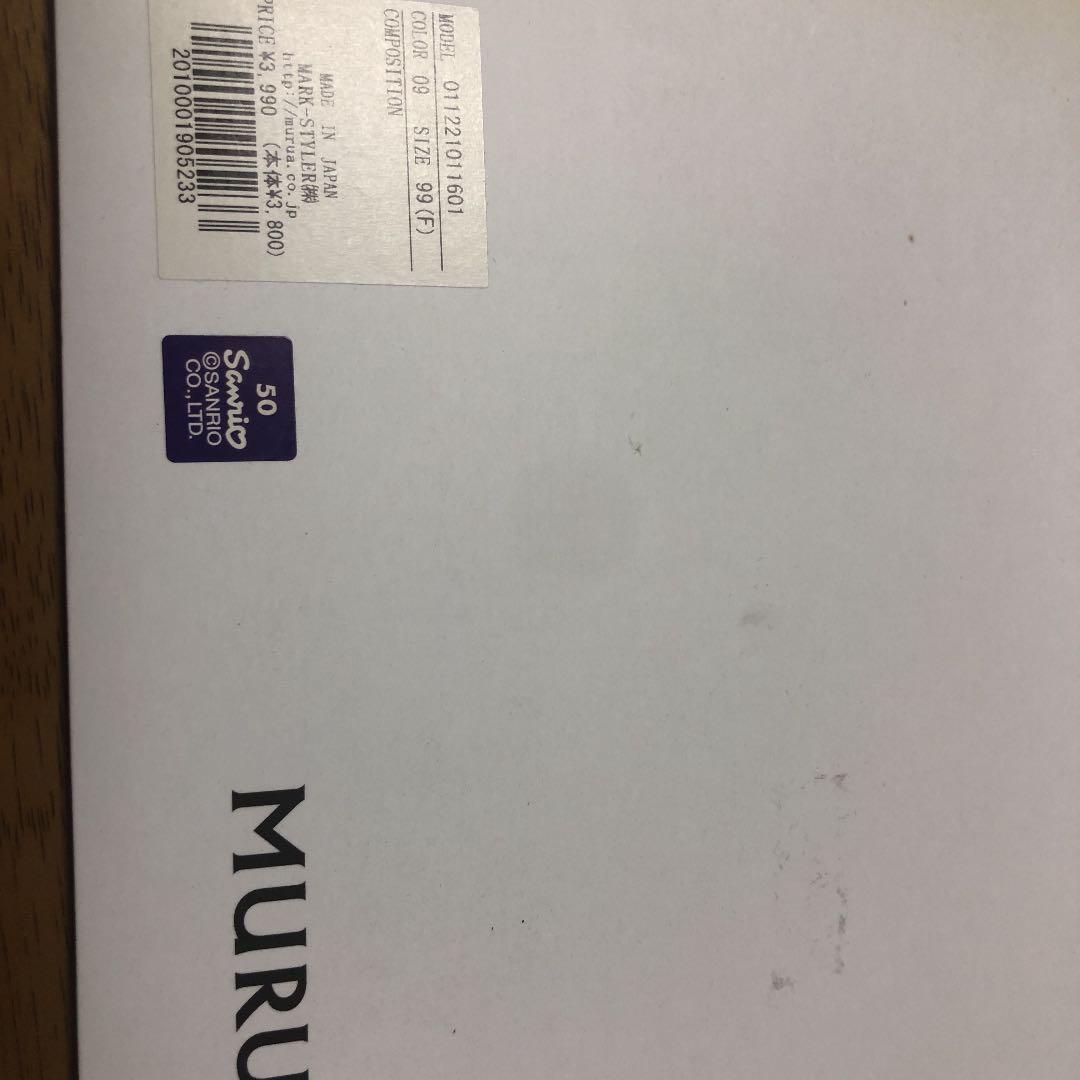 MODEL 011221011601
COLOR 09 SIZE 99(F)
COMPOSITION
MADE IN JAPAN
MARK-STYLER㈱
http://murua.co.jp
PRICE ¥3,990 (本体¥3,800)
2010001905233
50
Sanrio
©SANRIO
CO.,LTD.
MURU